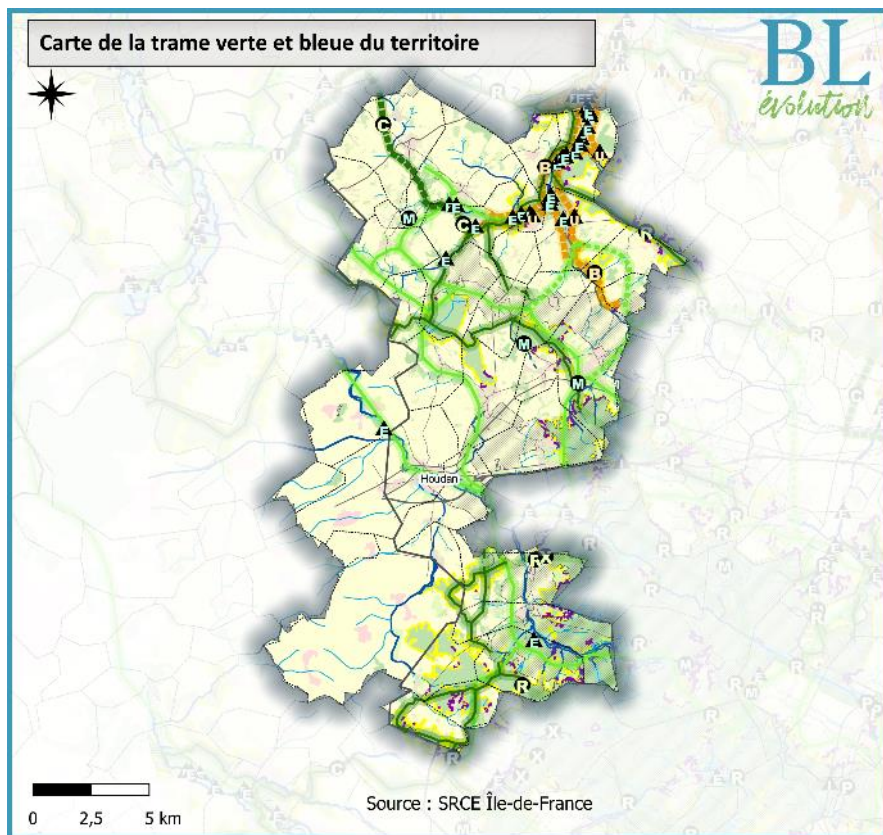 Carte de la trame verte et bleue du territoire
BL
évolution
C
B
U
M
C
E
E
U
E
U
E
B
M
M
E
Houdan
R
X
E
R
0 2,5 5 km
Source : SRCE Île-de-France